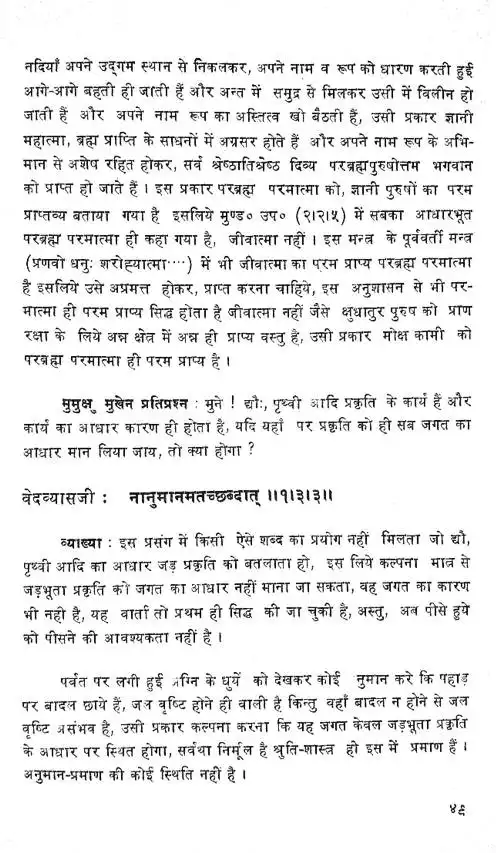 नदियाँ अपने उद्‌गम स्थान से निकलकर, अपने नाम व रूप को धारण करती हुई
आगे-आगे बहती ही जाती हैं और अन्त में समुद्र से मिलकर उसी में विलीन हो
जाती हैं और अपने नाम रूप का अस्तित्व खो बैठती हैं, उसी प्रकार ज्ञानी
महात्मा, ब्रह्म प्राप्ति के साधनों में अग्रसर होते हैं और अपने नाम रूप के अभि-
मान से अशेष रहित होकर, सर्व श्रेष्ठातिश्रेष्ठ दिव्य परब्रह्मपुरुषोत्तम भगवान
को प्राप्त हो जाते हैं । इस प्रकार परब्रह्म परमात्मा को, ज्ञानी पुरुषों का परम
प्राप्तव्य बताया गया है इसलिये मुण्ड० उप० (२।२।५) में सबका आधारभूत
परब्रह्म परमात्मा ही कहा गया है, जीवात्मा नहीं । इस मन्त्र के पूर्ववर्ती मन्त्र
(प्रणवो धनुः शरोह्यात्मा····) में भी जीवात्मा का परम प्राप्य परब्रह्म परमात्मा
है इसलिये उसे अप्रमत्त होकर, प्राप्त करना चाहिये, इस अनुशासन से भी पर-
मात्मा ही परम प्राप्य सिद्ध होता है जीवात्मा नहीं जैसे क्षुधातुर पुरुष को प्राण
रक्षा के लिये अन्न क्षेत्र में अन्न ही प्राप्य वस्तु है, उसी प्रकार मोक्ष कामी को
परब्रह्म परमात्मा ही परम प्राप्य है ।
मुमुक्षु मुखेन प्रतिप्रश्न : मुने ! द्यौः, पृथ्वी आदि प्रकृति के कार्य हैं और
कार्य का आधार कारण ही होता है, यदि यहाँ पर प्रकृति को ही सब जगत का
आधार मान लिया जाय, तो क्या होगा ?
वेदव्यासजी : नानुमानमतच्छब्दात् ॥१।३।३॥
व्याख्या : इस प्रसंग में किसी ऐसे शब्द का प्रयोग नहीं मिलता जो द्यौ,
पृथ्वी आदि का आधार जड़ प्रकृति को बतलाता हो, इस लिये कल्पना मात्र से
जड़भूता प्रकृति को जगत का आधार नहीं माना जा सकता, वह जगत का कारण
भी नही है, यह वार्ता तो प्रथम ही सिद्ध की जा चुकी है, अस्तु, अब पीसे हुये
को पीसने की आवश्यकता नहीं है ।
पर्वत पर लगी हुई अग्नि के धुयें को देखकर कोई नुमान करे कि पहाड़
पर बादल छाये हैं, जल वृष्टि होने ही वाली है किन्तु वहाँ बादल न होने से जल
वृष्टि असंभव है, उसी प्रकार कल्पना करना कि यह जगत केवल जड़भूता प्रकृति
के आधार पर स्थित होगा, सर्वथा निर्मूल है श्रुति-शास्त्र ही इस में प्रमाण हैं ।
अनुमान-प्रमाण की कोई स्थिति नहीं है ।
४९